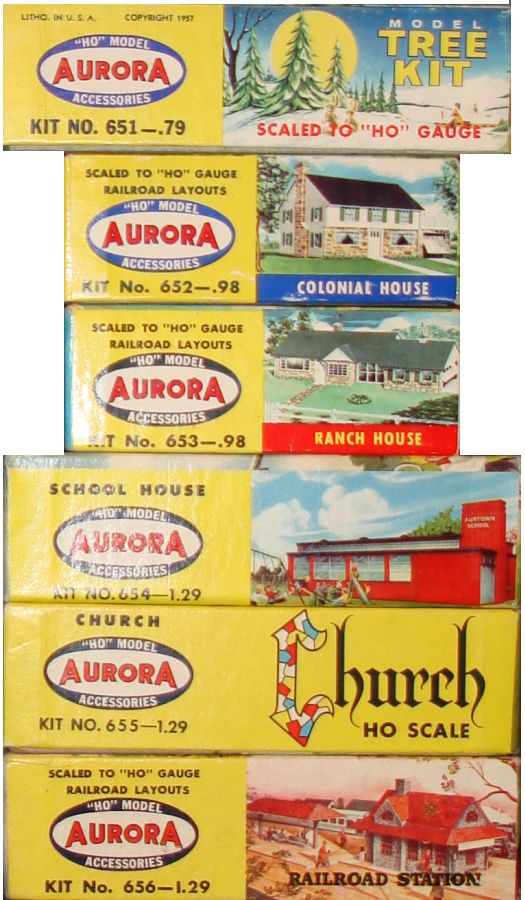 LITHO. IN U. S. A. COPYRIGHT 1957
"HO" MODEL
AURORA
ACCESSORIES
KIT NO. 651—.79
MODEL
TREE
KIT
SCALED TO "HO" GAUGE
SCALED TO "HO" GAUGE
RAILROAD LAYOUTS
"HO" MODEL
AURORA
ACCESSORIES
KIT No. 652—.98
COLONIAL HOUSE
SCALED TO "HO" GAUGE
RAILROAD LAYOUTS
"HO" MODEL
AURORA
ACCESSORIES
KIT No. 653—.98
RANCH HOUSE
SCHOOL HOUSE
"HO" MODEL
AURORA
ACCESSORIES
KIT NO. 654—1.29
AURTOWN
SCHOOL
CHURCH
"HO" MODEL
AURORA
ACCESSORIES
KIT NO. 655—1.29
Church
HO SCALE
SCALED TO "HO" GAUGE
RAILROAD LAYOUTS
"HO" MODEL
AURORA
ACCESSORIES
KIT No. 656—1.29
RAILROAD STATION